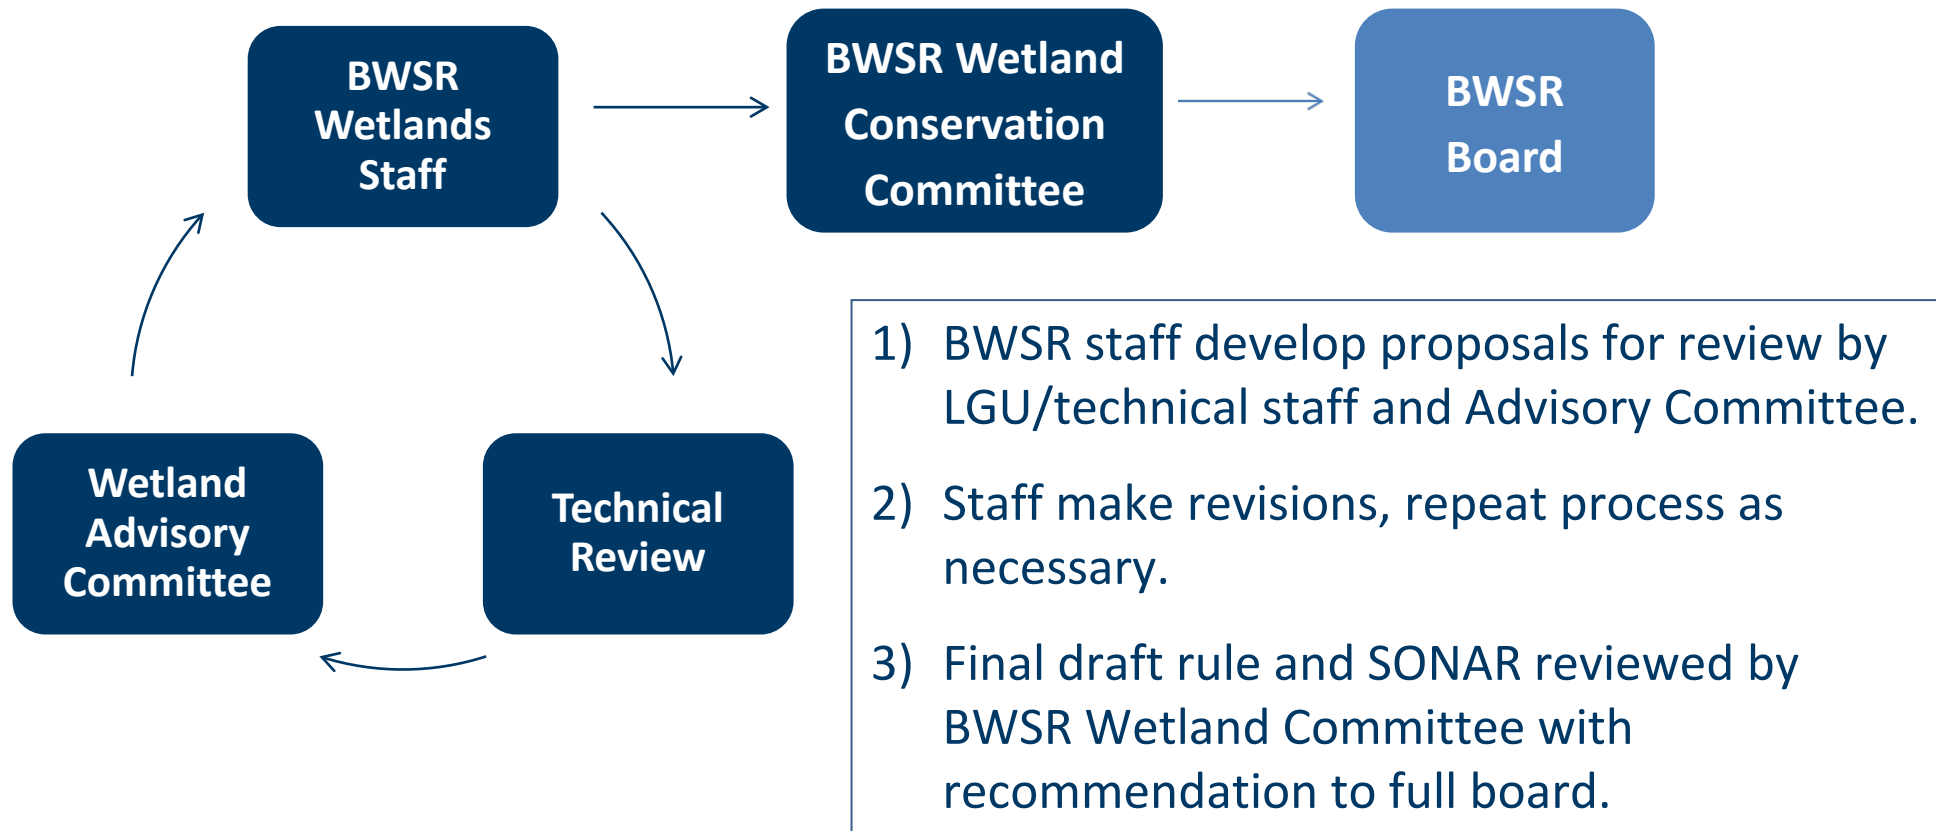 BWSR
Wetlands
Staff
BWSR Wetland
Conservation
Committee
BWSR
Board
Wetland
Advisory
Committee
Technical
Review
1) BWSR staff develop proposals for review by
LGU/technical staff and Advisory Committee.
2) Staff make revisions, repeat process as
necessary.
3) Final draft rule and SONAR reviewed by
BWSR Wetland Committee with
recommendation to full board.